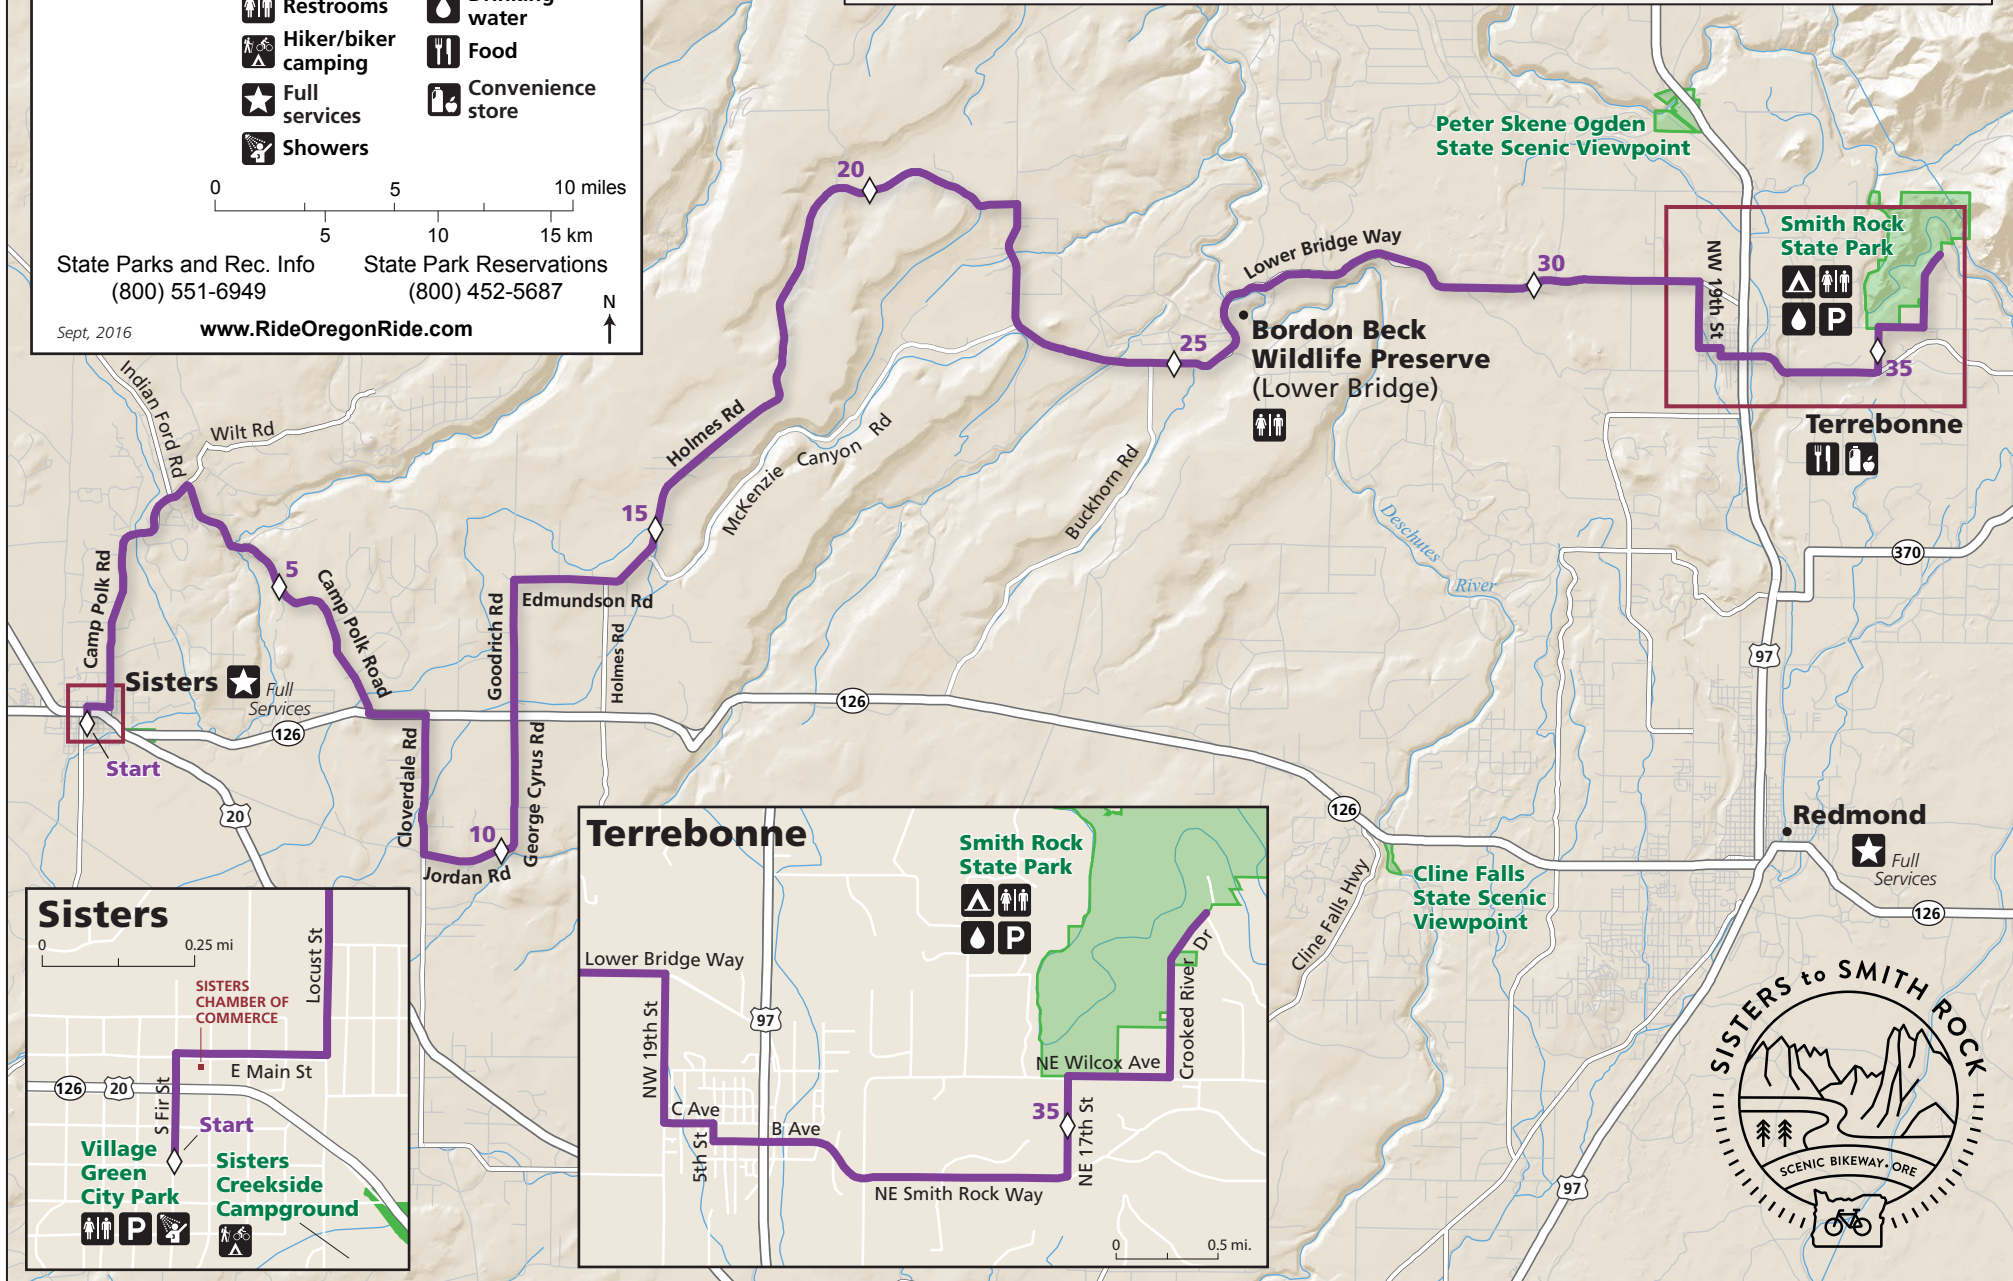 Restrooms
Drinking
water
Hiker/biker
camping
Food
Full
services
Convenience
store
Showers
0 5 10 miles
5 10 15 km
State Parks and Rec. Info
(800) 551-6949
State Park Reservations
(800) 452-5687
Sept, 2016
www.RideOregonRide.com
N
Peter Skene Ogden
State Scenic Viewpoint
Smith Rock
State Park
P
NW 19th St
35
Terrebonne
20
Lower Bridge Way
30
25
Bordon Beck
Wildlife Preserve
(Lower Bridge)
Indian Ford Rd
Wilt Rd
Holmes Rd
McKenzie Canyon Rd
Buckhorn Rd
Deschutes
River
15
5
Camp Polk Rd
Camp Polk Road
Goodrich Rd
Edmundson Rd
Holmes Rd
370
97
Sisters
Full
Services
126
126
Start
20
Cloverdale Rd
George Cyrus Rd
10
Jordan Rd
126
Redmond
Full
Services
126
Cline Falls Hwy
Cline Falls
State Scenic
Viewpoint
97
Sisters
0 0.25 mi
Locust St
SISTERS
CHAMBER OF
COMMERCE
E Main St
126
20
S Fir St
Start
Village
Green
City Park
P
Sisters
Creekside
Campground
Terrebonne
Smith Rock
State Park
P
Lower Bridge Way
NW 19th St
97
C Ave
5th St
B Ave
NE Smith Rock Way
35
NE 17th St
NE Wilcox Ave
Crooked River Dr
0 0.5 mi.
SISTERS to SMITH ROCK
SCENIC BIKEWAY • ORE